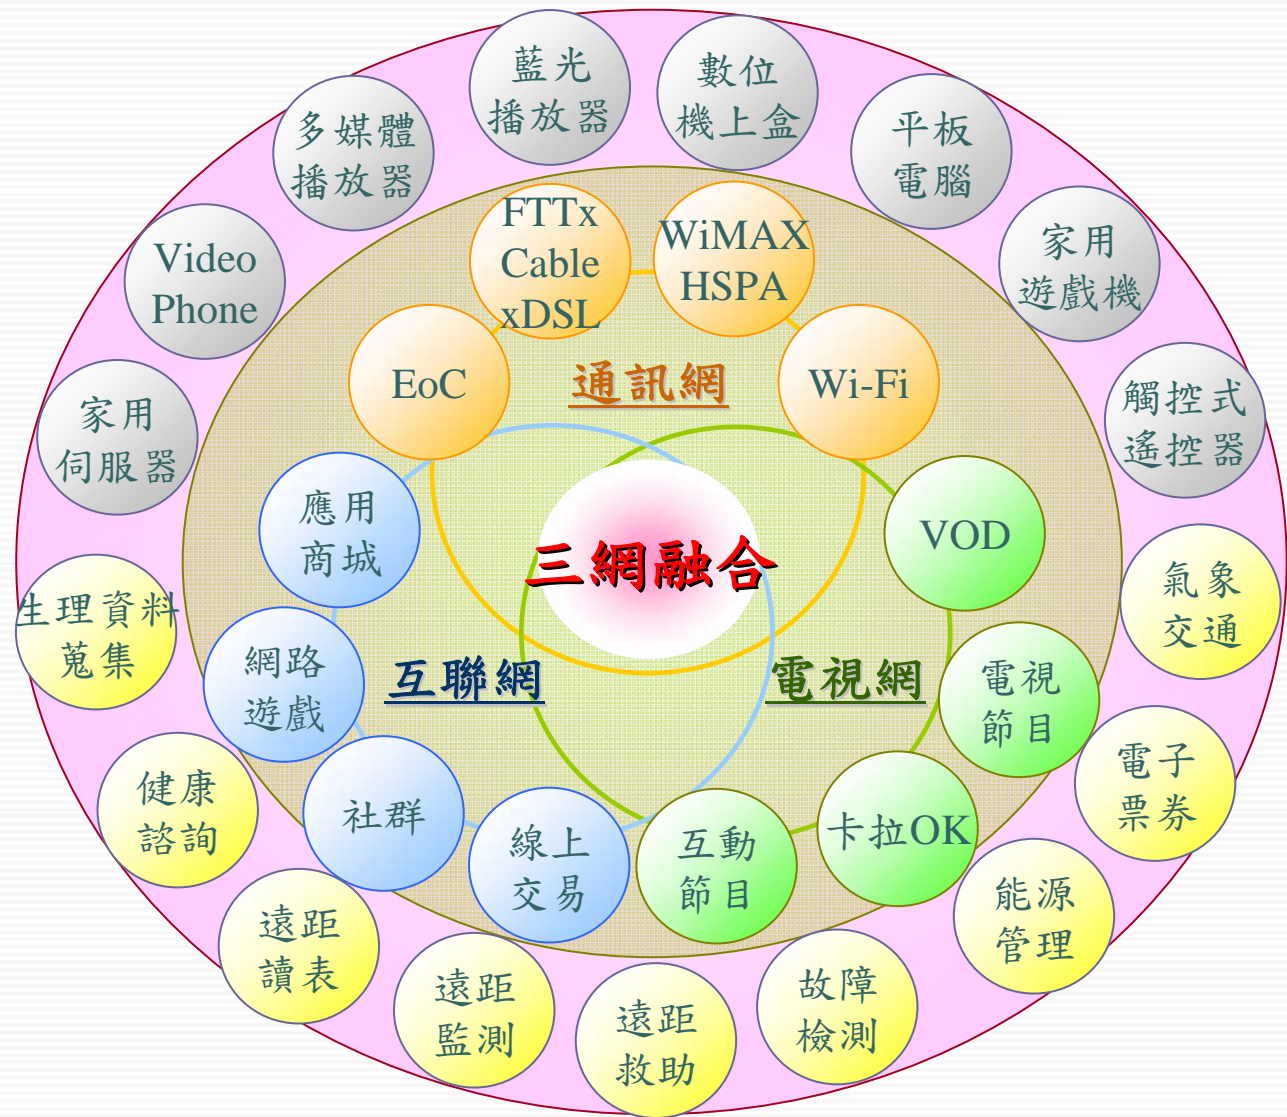 藍光
播放器
數位
機上盒
多媒體
播放器
平板
電腦
Video
Phone
家用
遊戲機
家用
伺服器
觸控式
遙控器
FTTx
Cable
xDSL
WiMAX
HSPA
EoC
通訊網
Wi-Fi
應用
商城
VOD
三網融合
網路
遊戲
互聯網
電視網
電視
節目
社群
線上
交易
互動
節目
卡拉OK
生理資料
蒐集
氣象
交通
健康
諮詢
電子
票券
遠距
讀表
能源
管理
遠距
監測
遠距
救助
故障
檢測